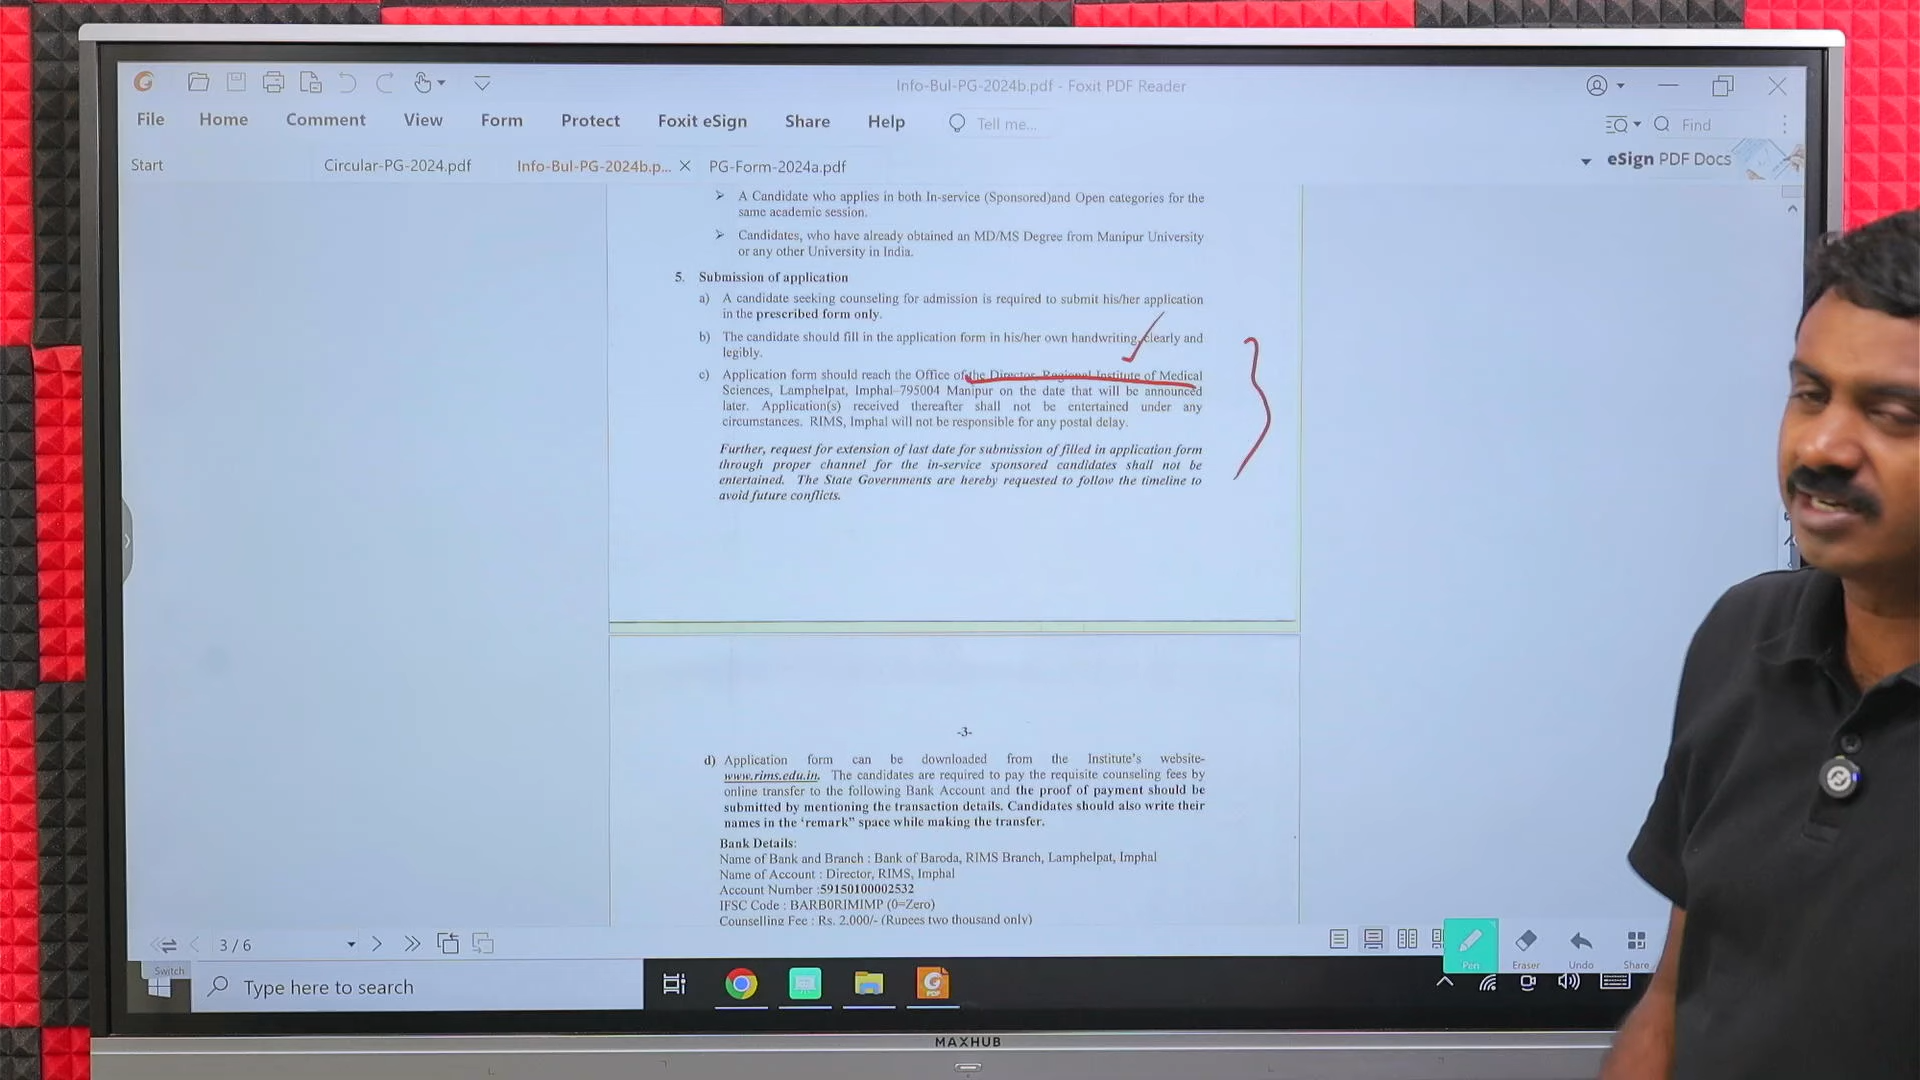 Info-Bul-PG-2024b.pdf - Foxit PDF Reader
File Home Comment View Form Protect Foxit eSign Share Help Tell me... Find
Start Circular-PG-2024.pdf Info-Bul-PG-2024b.p... PG-Form-2024a.pdf eSign PDF Docs
➢ A Candidate who applies in both In-service (Sponsored)and Open categories for the
same academic session.
➢ Candidates, who have already obtained an MD/MS Degree from Manipur University
or any other University in India.
5. Submission of application
a) A candidate seeking counseling for admission is required to submit his/her application
in the prescribed form only.
b) The candidate should fill in the application form in his/her own handwriting, clearly and
legibly.
c) Application form should reach the Office of the Director, Regional Institute of Medical
Sciences, Lamphelpat, Imphal–795004 Manipur on the date that will be announced
later. Application(s) received thereafter shall not be entertained under any
circumstances. RIMS, Imphal will not be responsible for any postal delay.
Further, request for extension of last date for submission of filled in application form
through proper channel for the in-service sponsored candidates shall not be
entertained. The State Governments are hereby requested to follow the timeline to
avoid future conflicts.
-3-
d) Application form can be downloaded from the Institute's website-
www.rims.edu.in. The candidates are required to pay the requisite counseling fees by
online transfer to the following Bank Account and the proof of payment should be
submitted by mentioning the transaction details. Candidates should also write their
names in the ‘remark” space while making the transfer.
Bank Details:
Name of Bank and Branch : Bank of Baroda, RIMS Branch, Lamphelpat, Imphal
Name of Account : Director, RIMS, Imphal
Account Number :59150100002532
IFSC Code : BARB0RIMIMP (0=Zero)
Counselling Fee : Rs. 2,000/- (Rupees two thousand only)
3 / 6
Pen Eraser Undo Share
Switch
Type here to search
MAXHUB